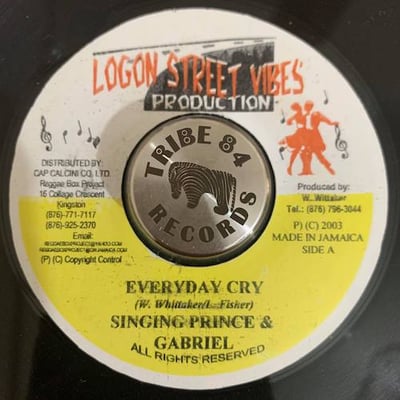 LOGON STREET VIBES
PRODUCTION
TRIBE 84
RECORDS
DISTRIBUTED BY:
CAP CALCINI CO. LTD.
Reggae Box Project
16 Collage Crescent
Kingston
(876)-771-7117
(876)-925-2370
Email:
(P) (C) Copyright Control
Produced by:
W. Whittaker
Tel.: (876) 796-3044
P) (C) 2003
MADE IN JAMAICA
SIDE A
EVERYDAY CRY
(W. Whittaker/L. Fisher)
SINGING PRINCE &
GABRIEL
ALL RIGHTS RESERVED